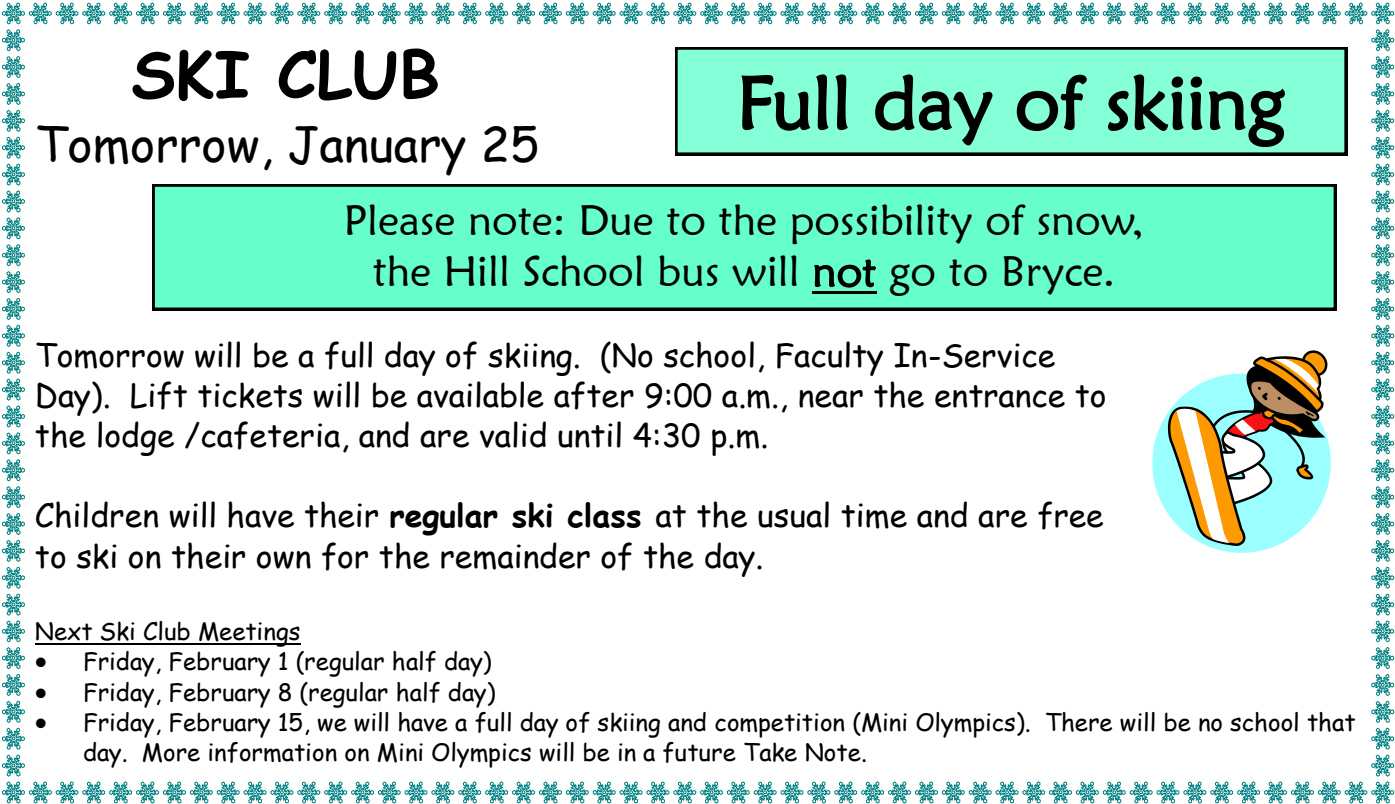 SKI CLUB
Tomorrow, January 25
Full day of skiing
Please note: Due to the possibility of snow,
the Hill School bus will not go to Bryce.
Tomorrow will be a full day of skiing.  (No school, Faculty In-Service
Day).  Lift tickets will be available after 9:00 a.m., near the entrance to
the lodge /cafeteria, and are valid until 4:30 p.m.
Children will have their regular ski class at the usual time and are free
to ski on their own for the remainder of the day.
Next Ski Club Meetings
• Friday, February 1 (regular half day)
• Friday, February 8 (regular half day)
• Friday, February 15, we will have a full day of skiing and competition (Mini Olympics).  There will be no school that
day.  More information on Mini Olympics will be in a future Take Note.